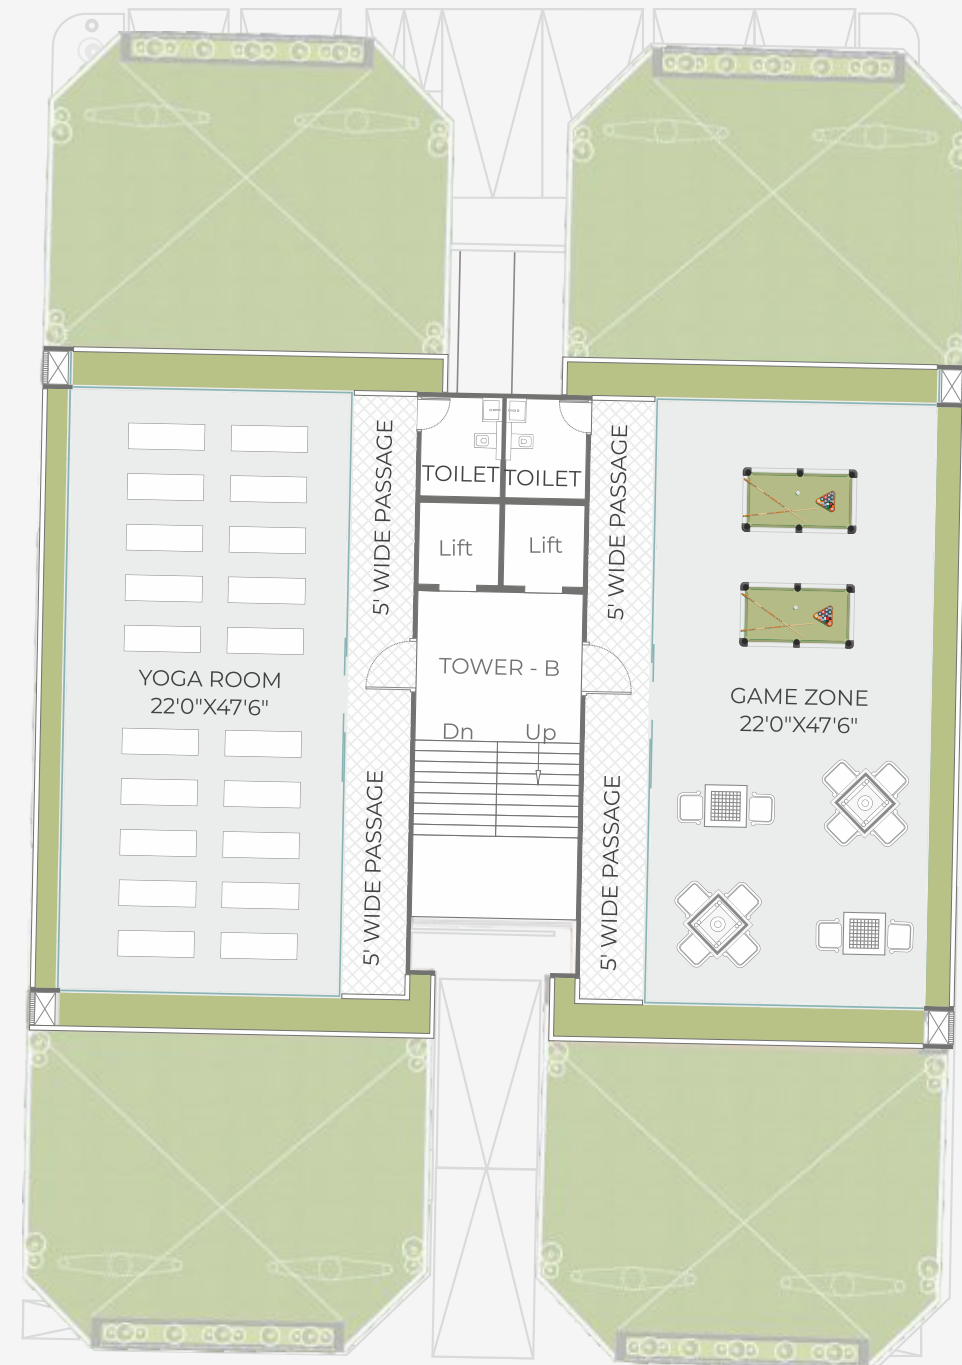 5' WIDE PASSAGE
TOILET
TOILET
5' WIDE PASSAGE
Lift
Lift
TOWER - B
YOGA ROOM
22'0"X47'6"
GAME ZONE
22'0"X47'6"
Dn
Up
5' WIDE PASSAGE
5' WIDE PASSAGE